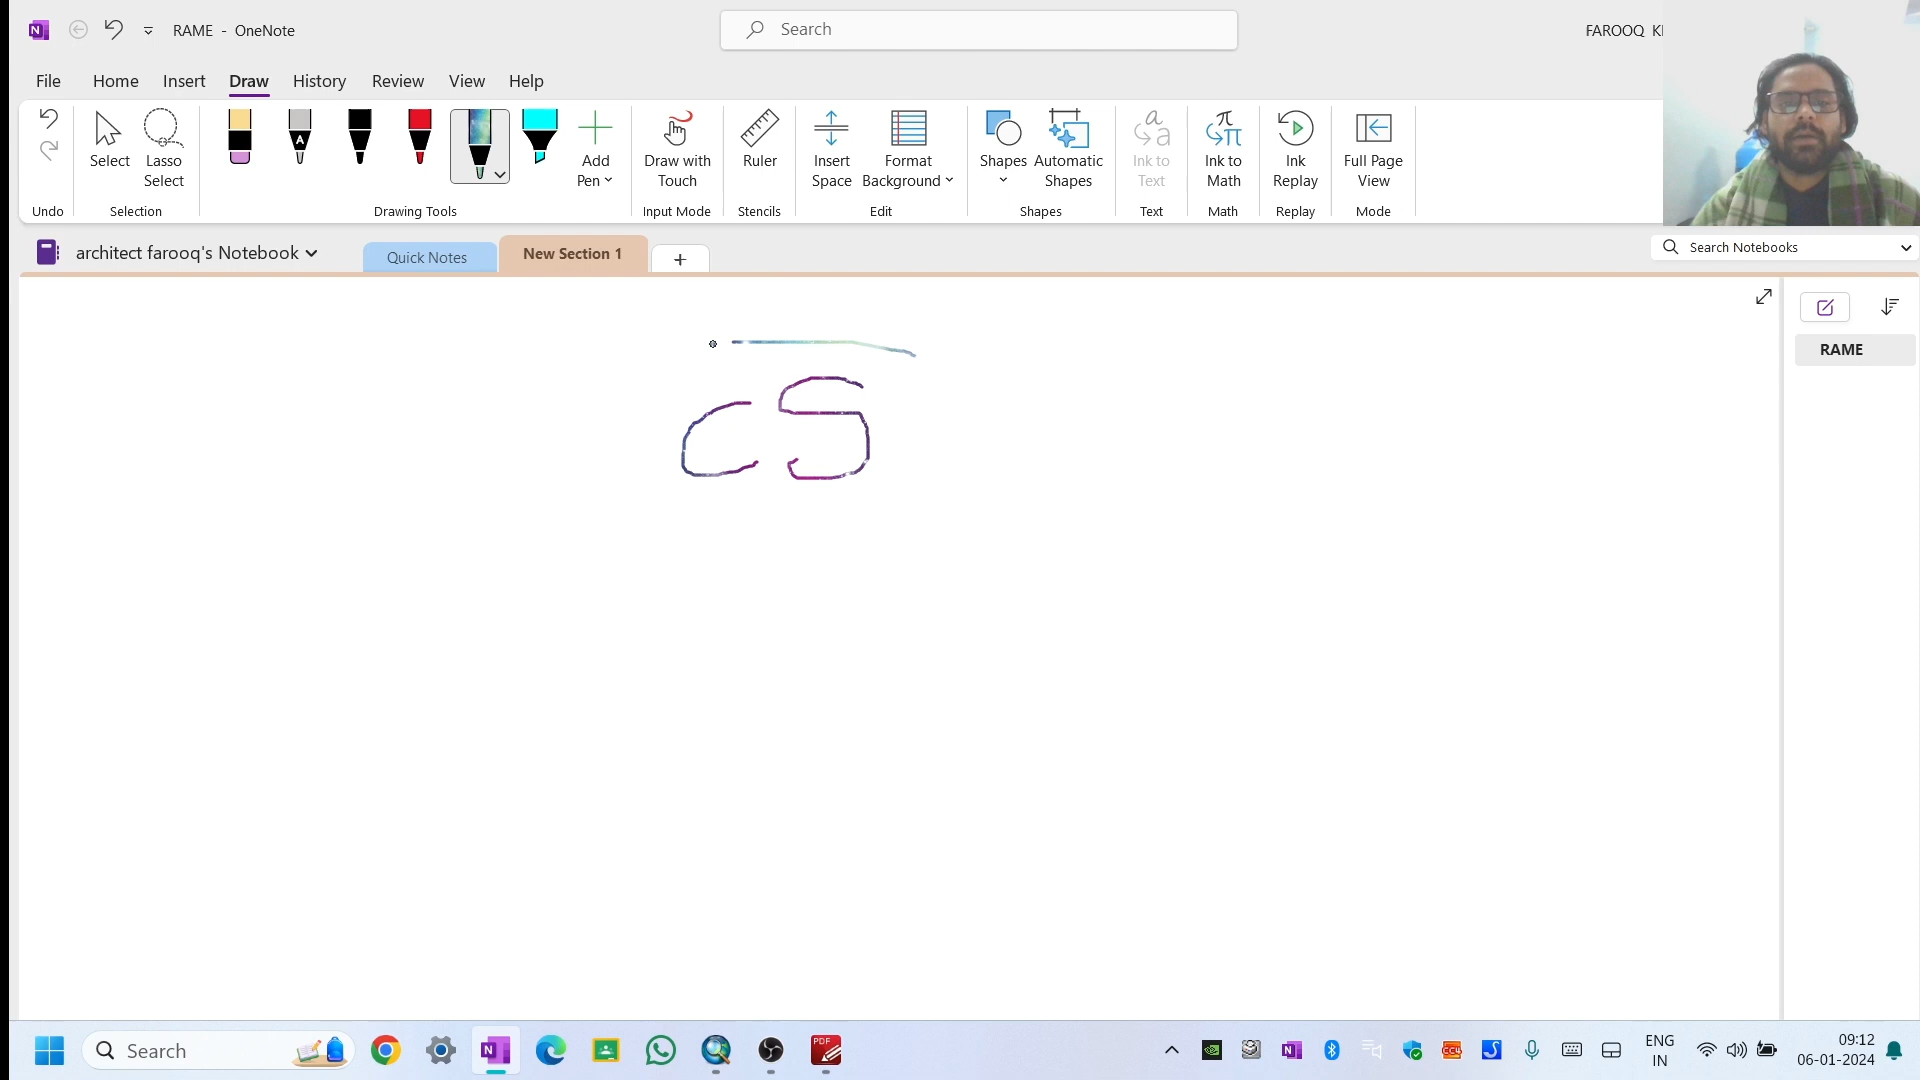 RAME - OneNote
Search
FAROOQ
File Home Insert Draw History Review View Help
Select
Lasso Select
Add Pen
Draw with Touch
Ruler
Insert Space
Format Background
Shapes
Automatic Shapes
Ink to Text
Ink to Math
Ink Replay
Full Page View
Undo Selection Drawing Tools Input Mode Stencils Edit Shapes Text Math Replay Mode
architect farooq's Notebook
Quick Notes
New Section 1
+
Search Notebooks
RAME
CS
Search
PDF
ENG
IN
09:12
06-01-2024